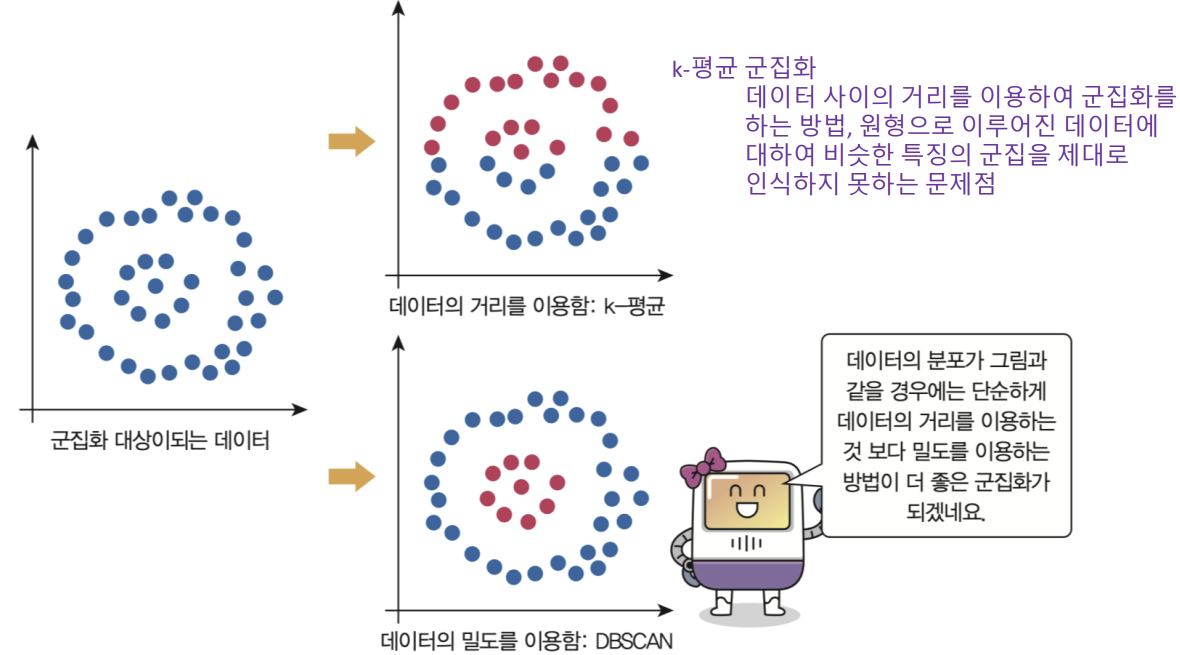 k-평균 군집화
데이터 사이의 거리를 이용하여 군집화를
하는 방법, 원형으로 이루어진 데이터에
대하여 비슷한 특징의 군집을 제대로
인식하지 못하는 문제점
데이터의 거리를 이용함: k-평균
군집화 대상이되는 데이터
데이터의 분포가 그림과
같을 경우에는 단순하게
데이터의 거리를 이용하는
것 보다 밀도를 이용하는
방법이 더 좋은 군집화가
되겠네요.
데이터의 밀도를 이용함: DBSCAN